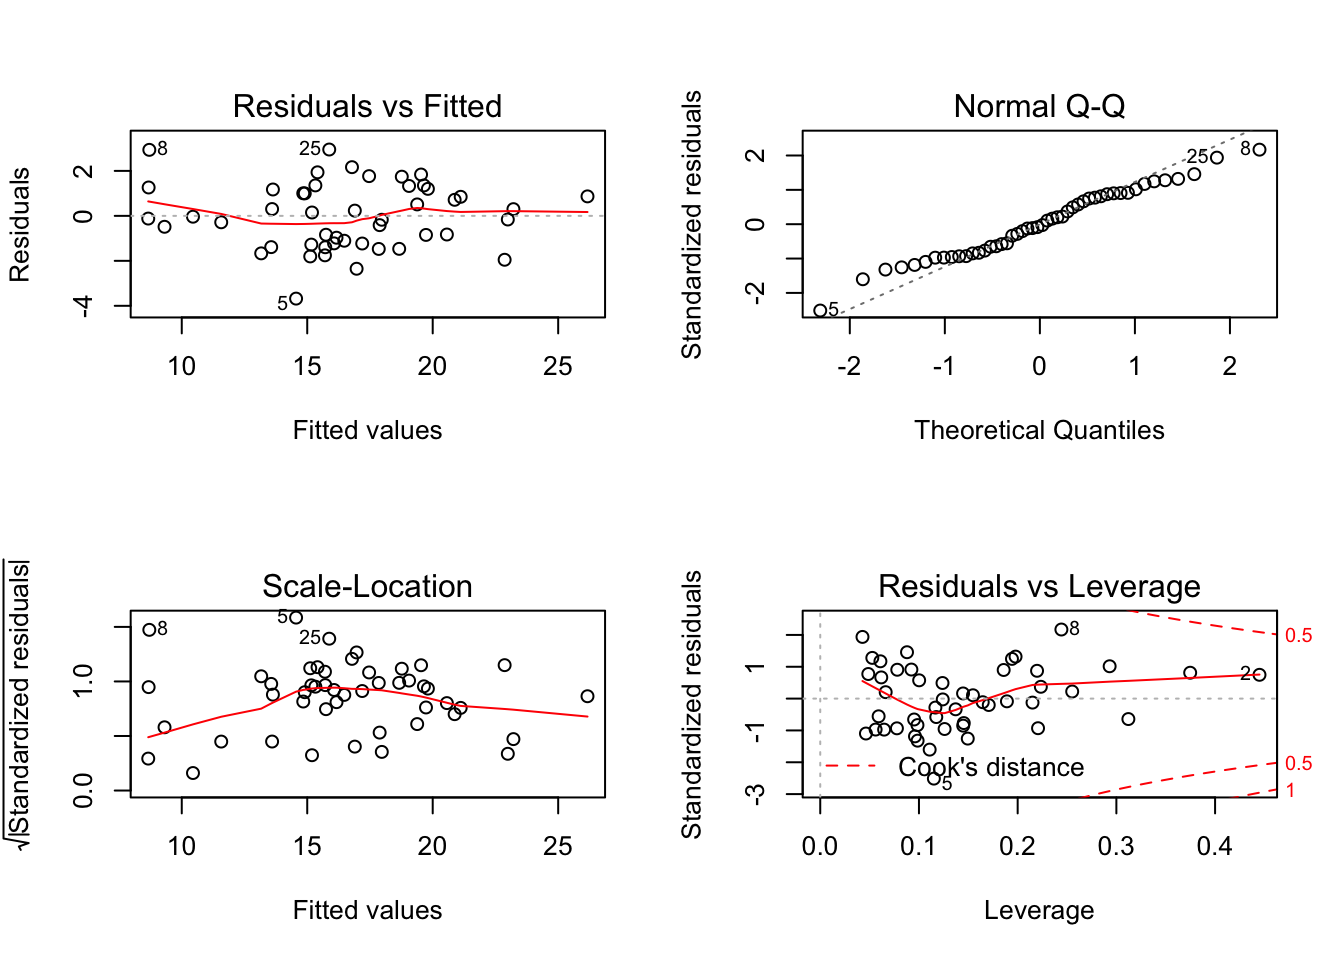 Residuals vs Fitted
Residuals
2
0
-4
8
25
5
10 15 20 25
Fitted values
Normal Q-Q
Standardized residuals
2
0
-2
25
8
5
-2 -1 0 1 2
Theoretical Quantiles
Scale-Location
√|Standardized residuals|
1.0
0.0
5
8
25
10 15 20 25
Fitted values
Residuals vs Leverage
Standardized residuals
1
-1
-3
8
2
5
Cook's distance
0.5
0.5
1
0.0 0.1 0.2 0.3 0.4
Leverage